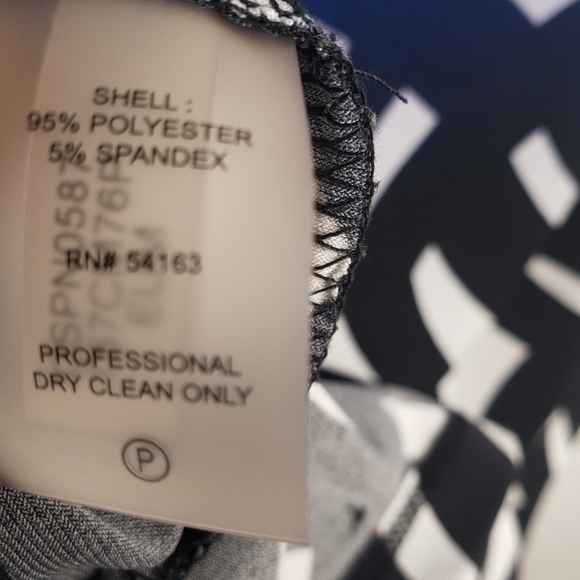 SHELL :
95% POLYESTER
5% SPANDEX
RN# 54163
PROFESSIONAL
DRY CLEAN ONLY
P